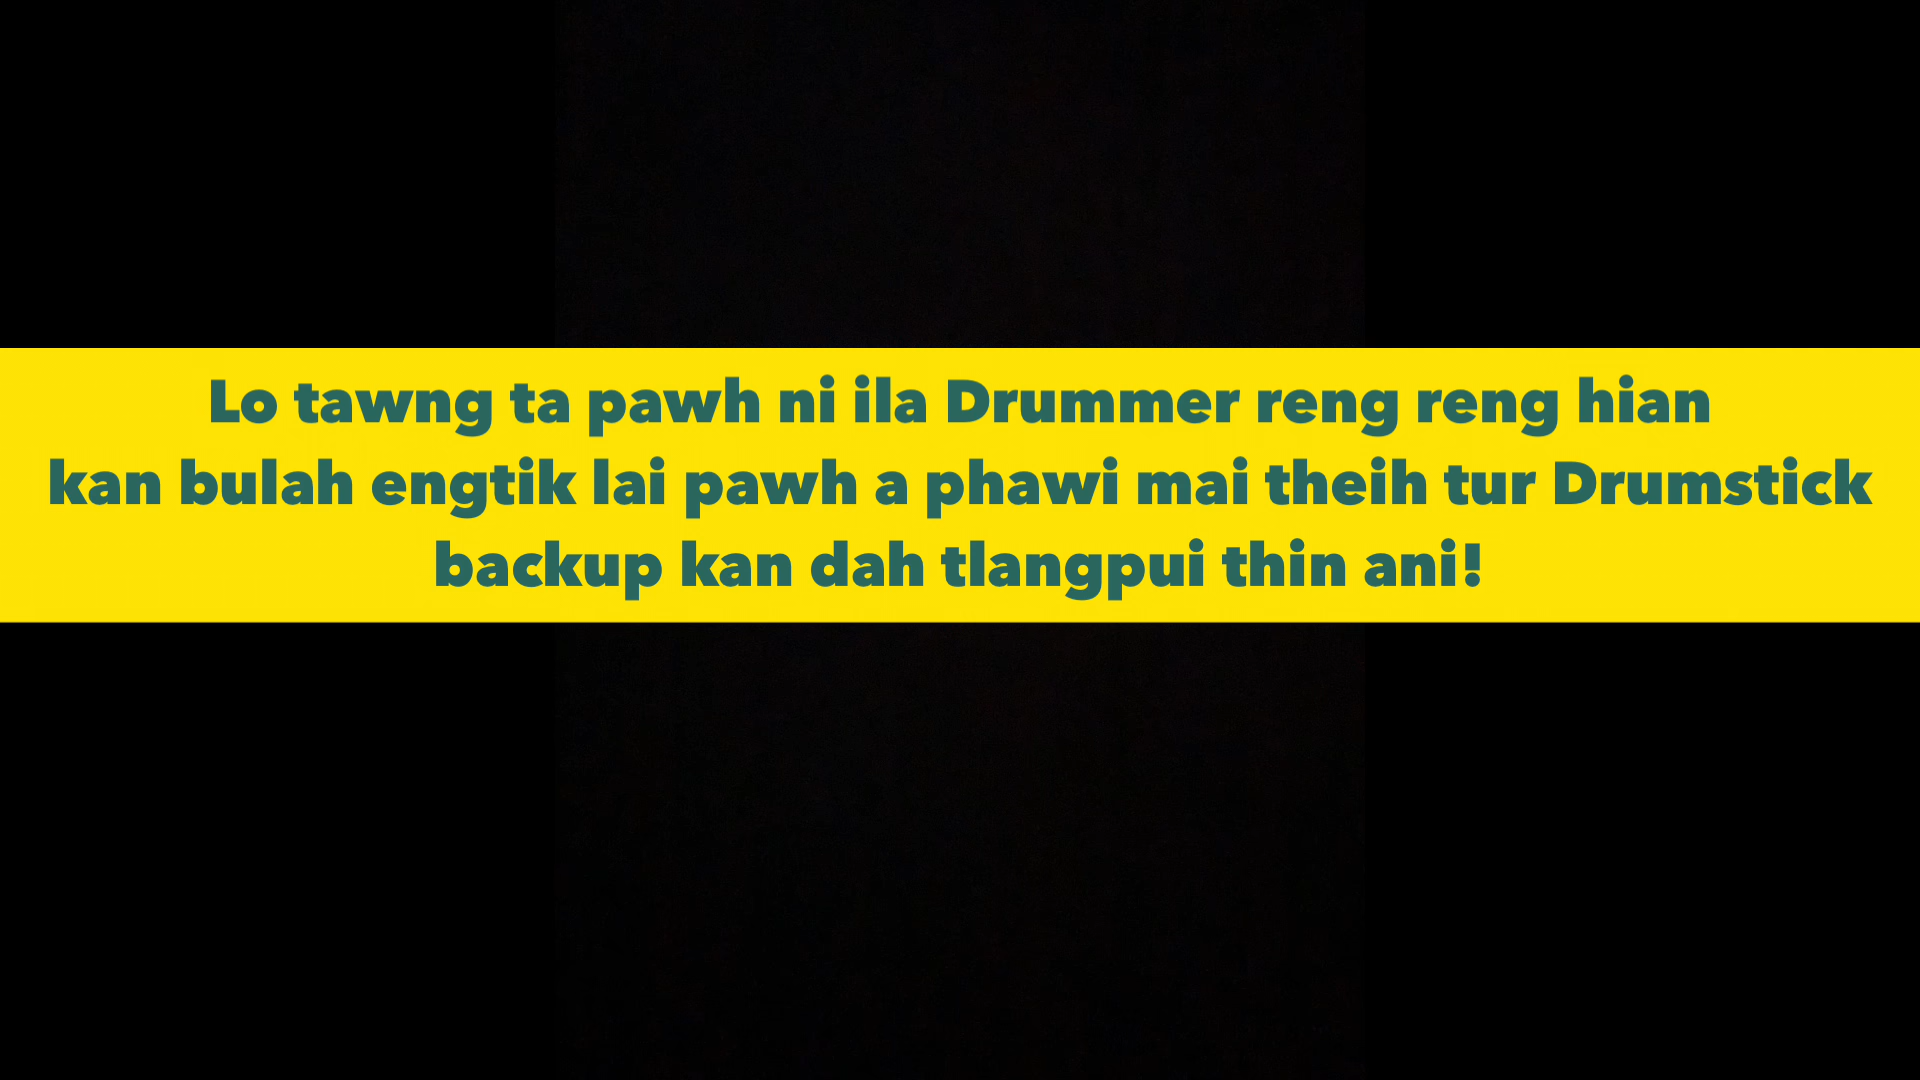 Lo tawng ta pawh ni ila Drummer reng reng hian
kan bulah engtik lai pawh a phawi mai theih tur Drumstick
backup kan dah tlangpui thin ani!